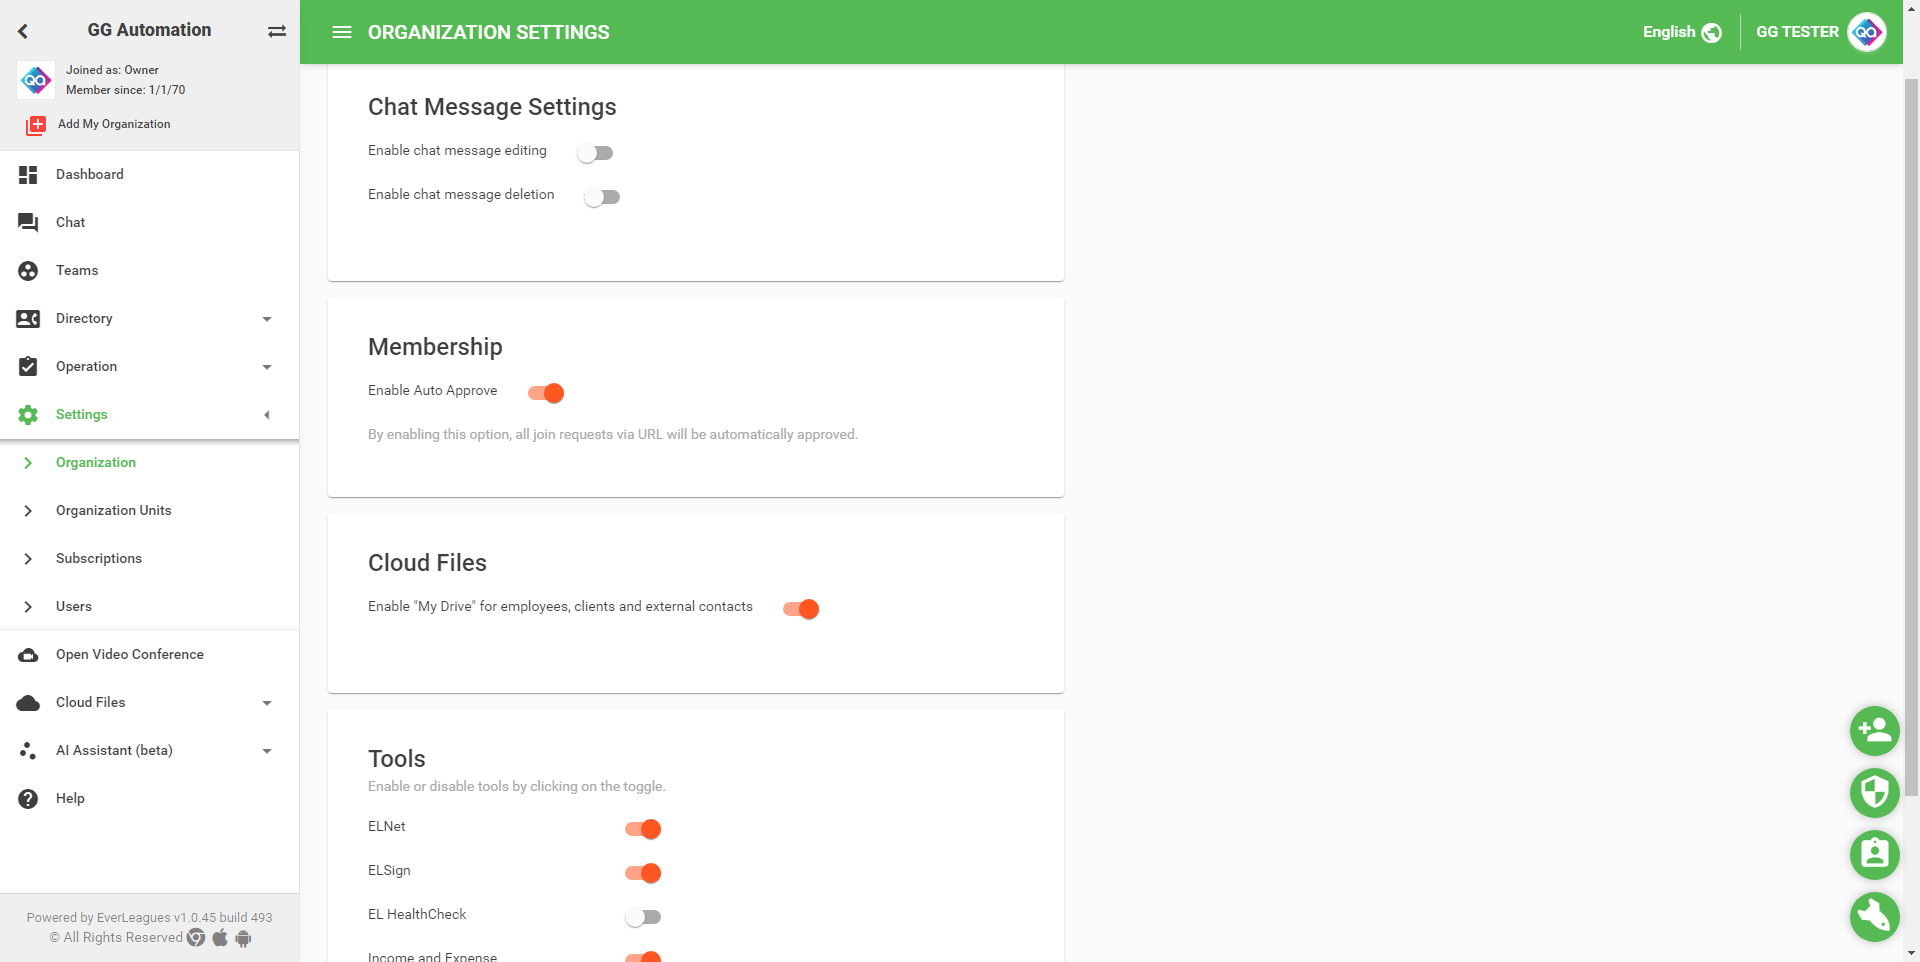 GG Automation
Joined as: Owner
Member since: 1/1/70
Add My Organization
Dashboard
Chat
Teams
Directory
Operation
Settings
Organization
Organization Units
Subscriptions
Users
Open Video Conference
Cloud Files
AI Assistant (beta)
Help
Powered by EverLeagues v1.0.45 build 493
© All Rights Reserved
ORGANIZATION SETTINGS
English
GG TESTER
QA
Chat Message Settings
Enable chat message editing
Enable chat message deletion
Membership
Enable Auto Approve
By enabling this option, all join requests via URL will be automatically approved.
Cloud Files
Enable "My Drive" for employees, clients and external contacts
Tools
Enable or disable tools by clicking on the toggle.
ELNet
ELSign
EL HealthCheck
Income and Expense